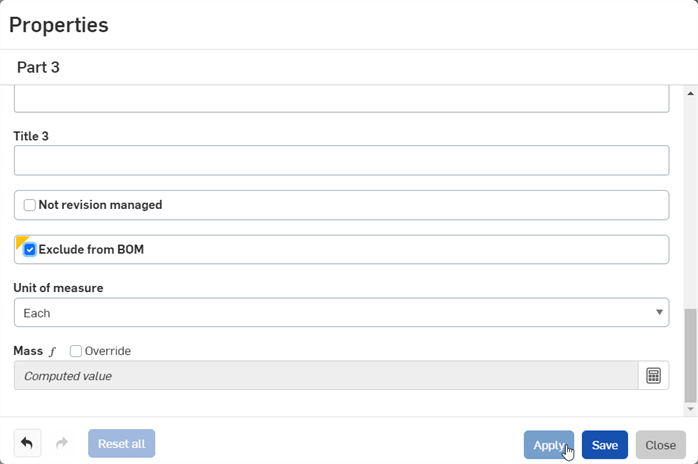 Properties
Part 3
Title 3
Not revision managed
Exclude from BOM
Unit of measure
Each
Mass ƒ Override
Computed value
Reset all Apply Save Close